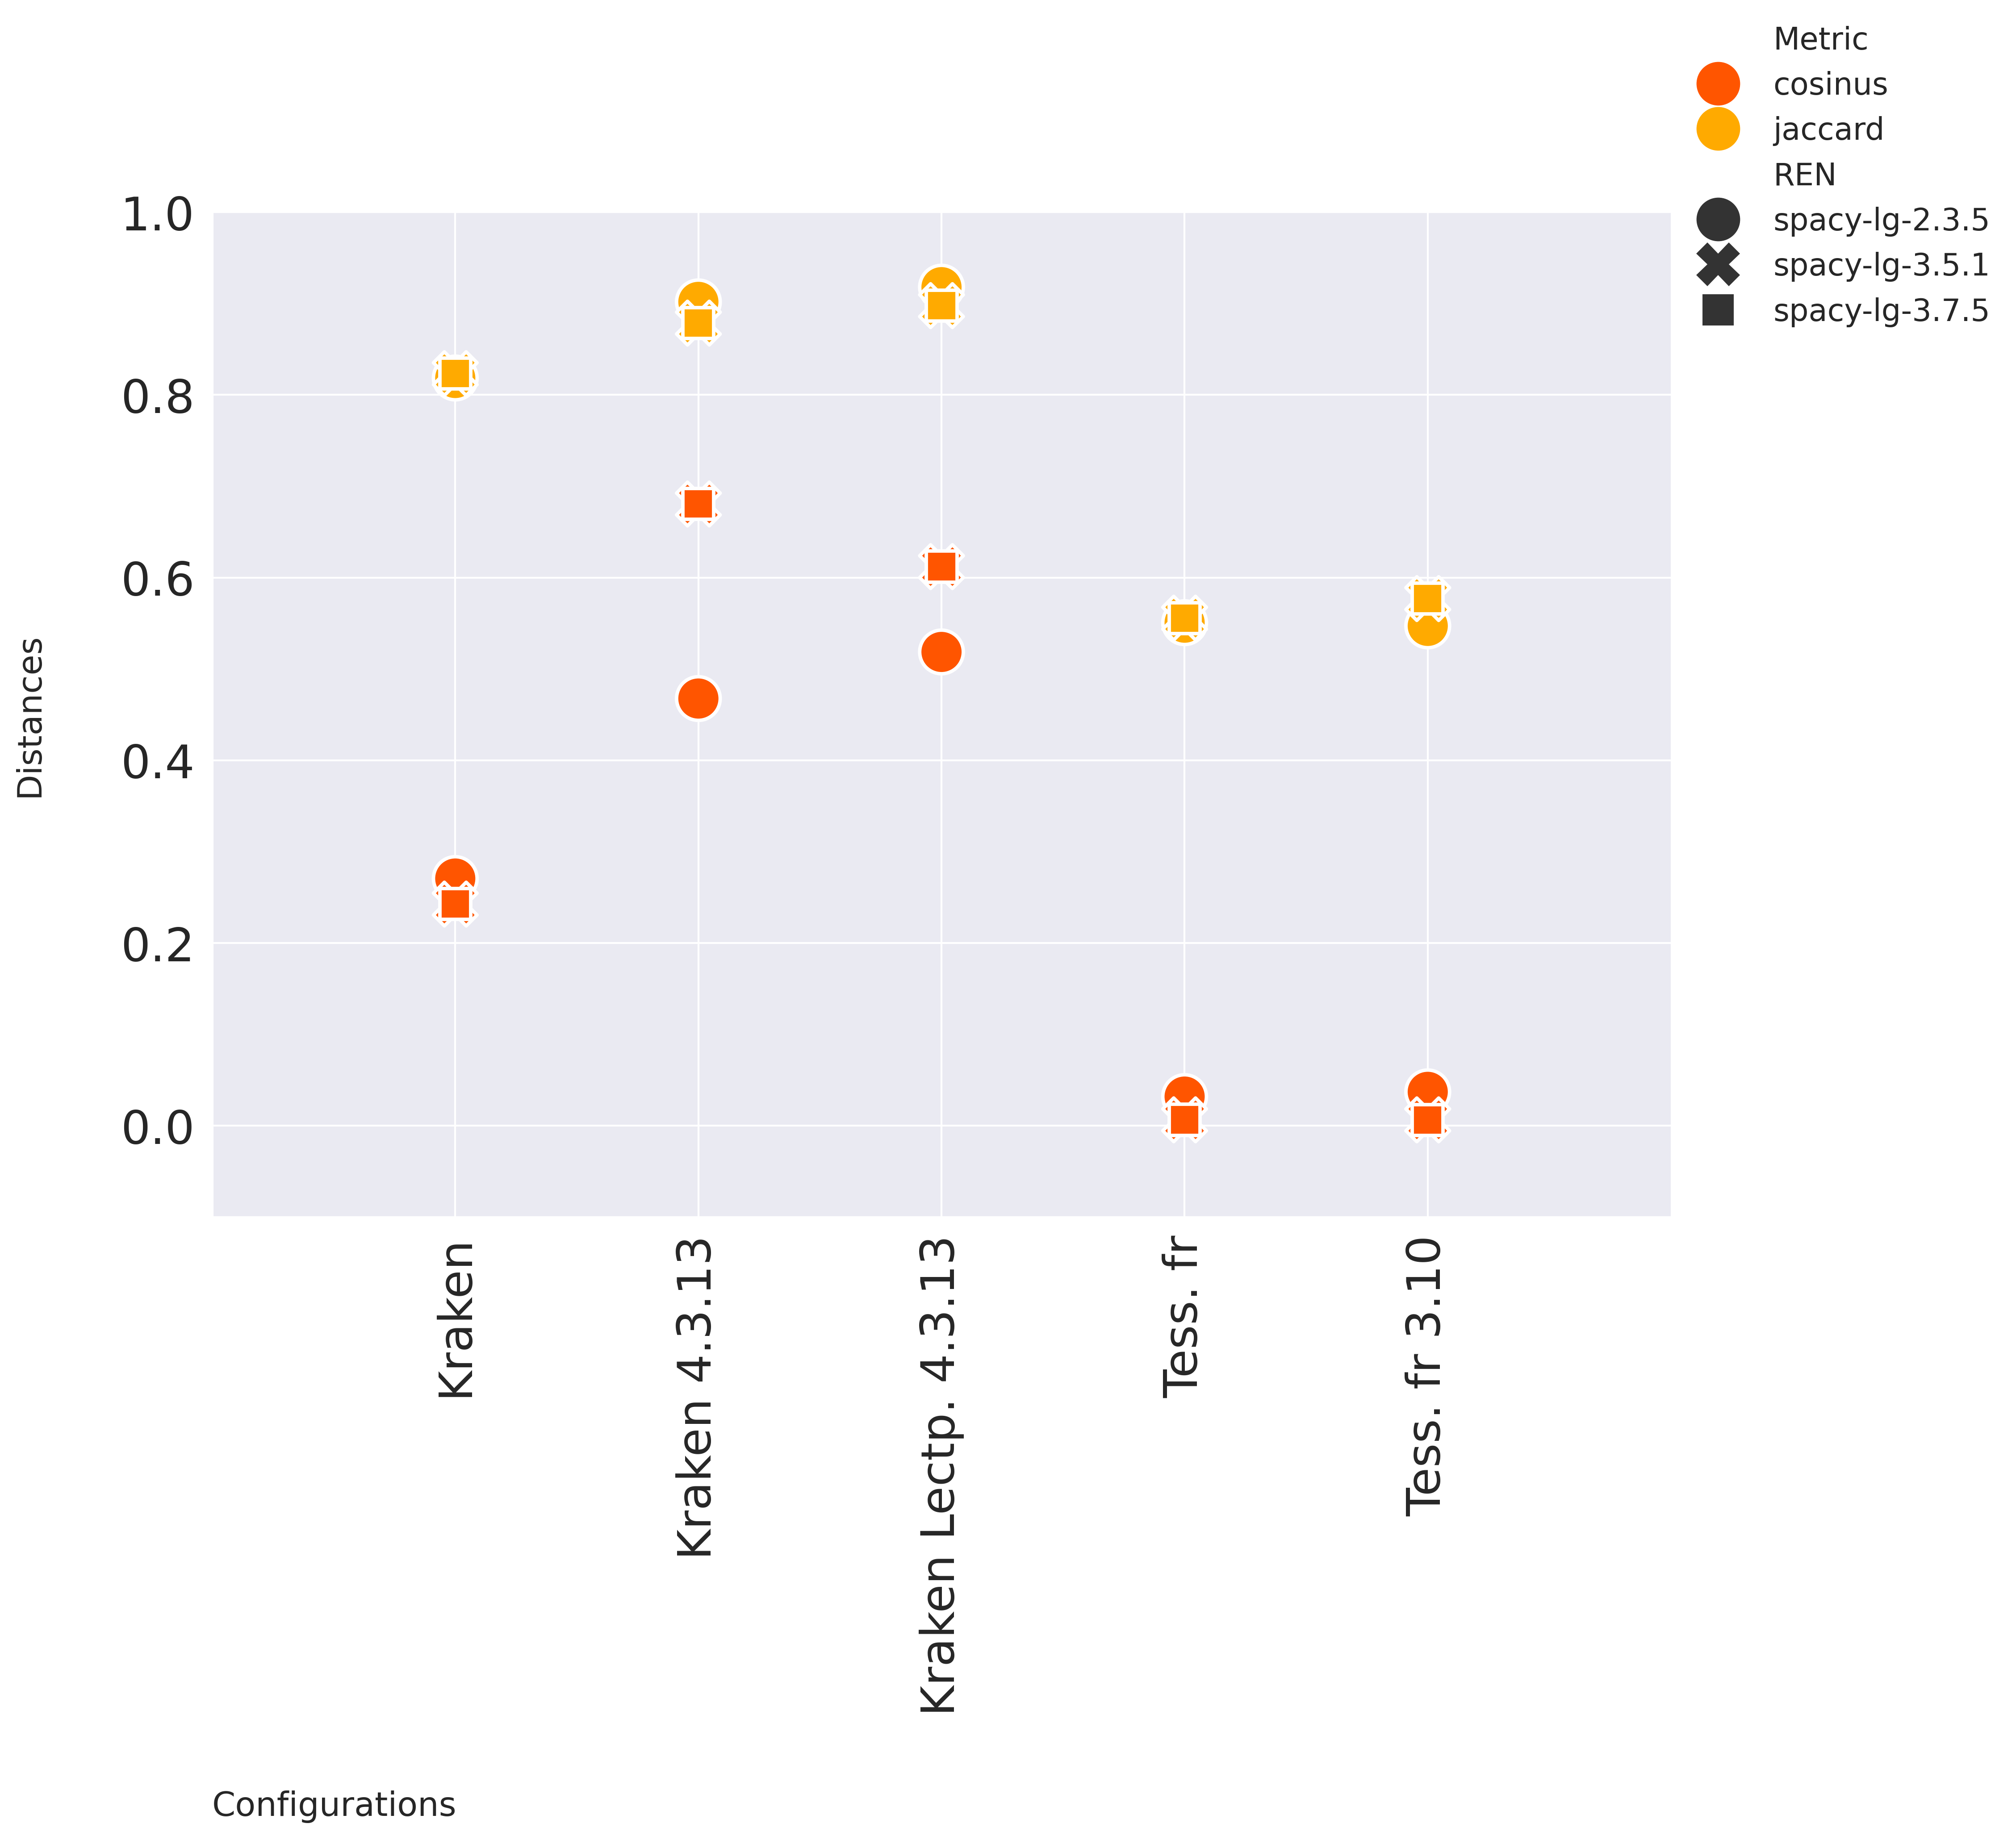 Metric
cosinus
jaccard
REN
spacy-lg-2.3.5
spacy-lg-3.5.1
spacy-lg-3.7.5
1.0
0.8
0.6
0.4
0.2
0.0
Distances
Kraken
Kraken 4.3.13
Kraken Lectp. 4.3.13
Tess. fr
Tess. fr 3.10
Configurations